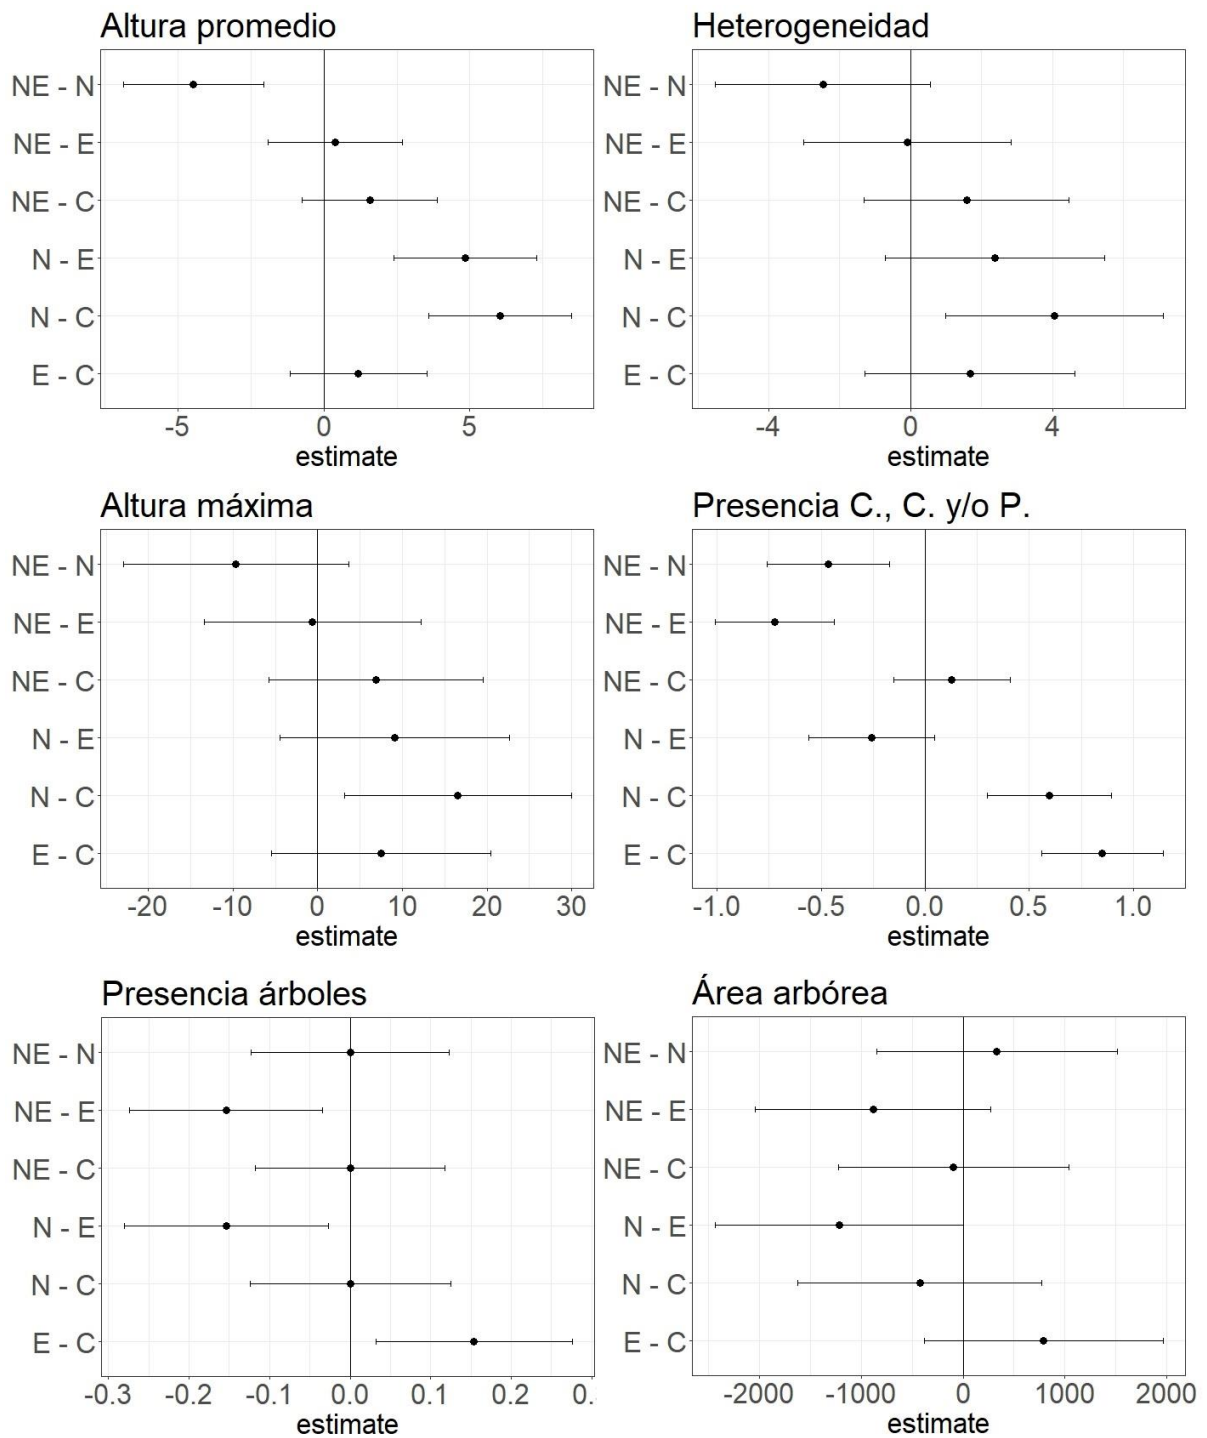 Altura promedio
NE - N
NE - E
NE - C
N - E
N - C
E - C
-5 0 5
estimate
Heterogeneidad
NE - N
NE - E
NE - C
N - E
N - C
E - C
-4 0 4
estimate
Altura máxima
NE - N
NE - E
NE - C
N - E
N - C
E - C
-20 -10 0 10 20 30
estimate
Presencia C., C. y/o P.
NE - N
NE - E
NE - C
N - E
N - C
E - C
-1.0 -0.5 0.0 0.5 1.0
estimate
Presencia árboles
NE - N
NE - E
NE - C
N - E
N - C
E - C
-0.3 -0.2 -0.1 0.0 0.1 0.2 0.
estimate
Área arbórea
NE - N
NE - E
NE - C
N - E
N - C
E - C
-2000 -1000 0 1000 2000
estimate